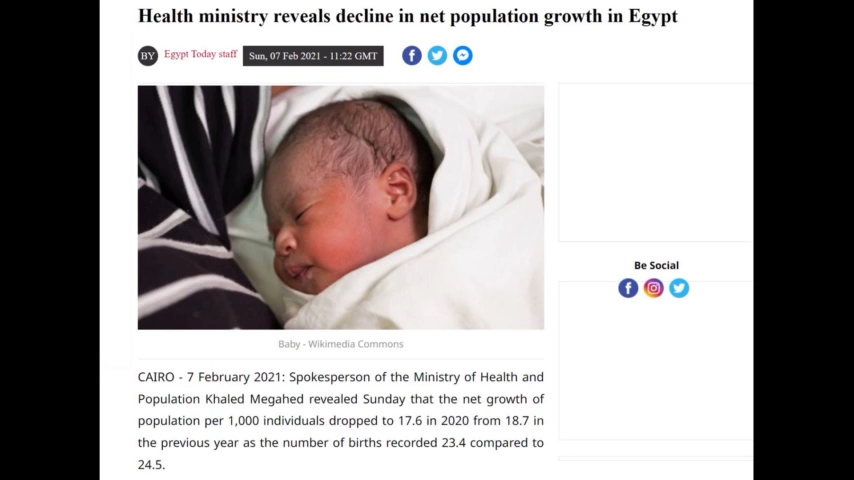 Health ministry reveals decline in net population growth in Egypt
BY Egypt Today staff Sun, 07 Feb 2021 - 11:22 GMT
Baby - Wikimedia Commons
Be Social
CAIRO - 7 February 2021: Spokesperson of the Ministry of Health and
Population Khaled Megahed revealed Sunday that the net growth of
population per 1,000 individuals dropped to 17.6 in 2020 from 18.7 in
the previous year as the number of births recorded 23.4 compared to
24.5.